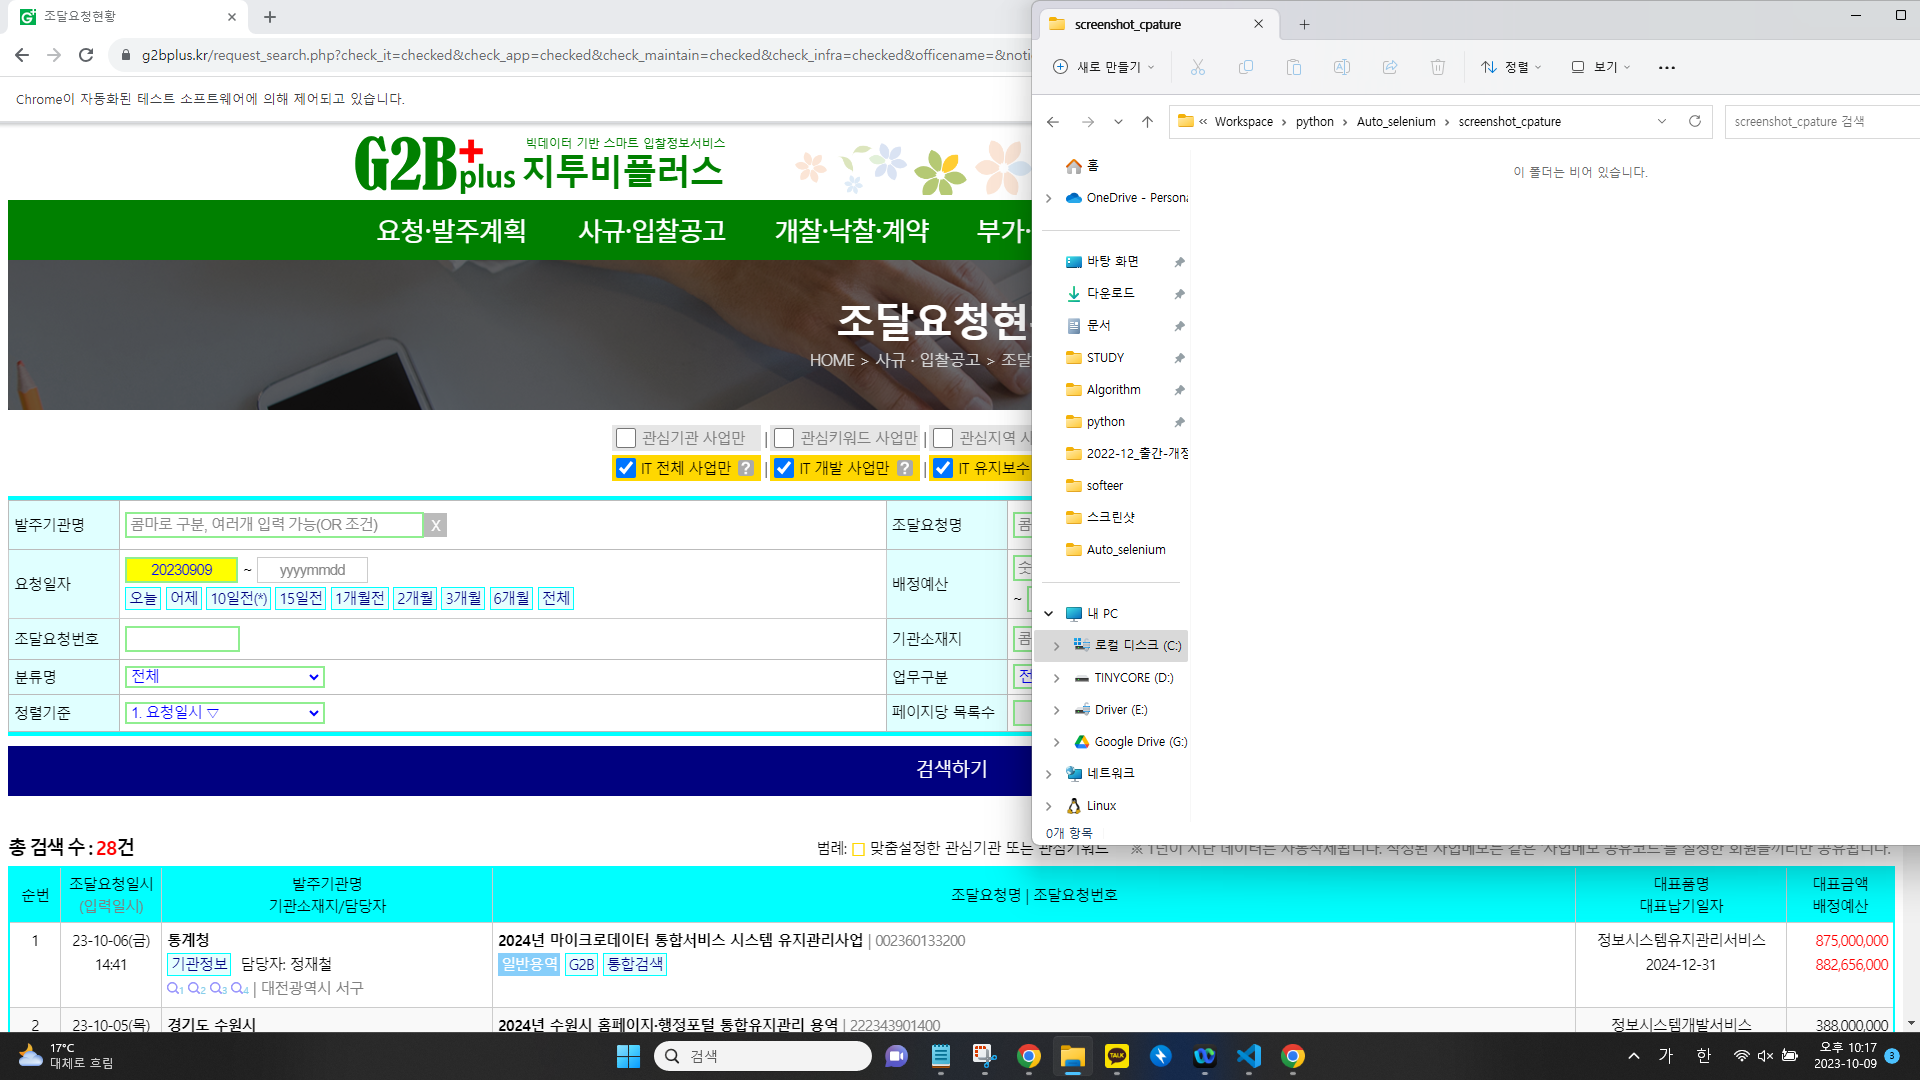 조달요청현황
g2bplus.kr/request_search.php?check_it=checked&check_app=checked&check_maintain=checked&check_infra=checked&officename=&noti
Chrome이 자동화된 테스트 소프트웨어에 의해 제어되고 있습니다.
G2B+plus
빅데이터 기반 스마트 입찰정보서비스
지투비플러스
요청·발주계획 사규·입찰공고 개찰·낙찰·계약 부가·
조달요청현
HOME > 사규 · 입찰공고 > 조달
관심기관 사업만 | 관심키워드 사업만 | 관심지역 사
IT 전체 사업만 ? | IT 개발 사업만 ? | IT 유지보수
발주기관명 콤마로 구분, 여러개 입력 가능(OR 조건) X 조달요청명 콤
요청일자 20230909 ~ yyyymmdd 배정예산 숫
오늘 어제 10일전(*) 15일전 1개월전 2개월 3개월 6개월 전체 ~
조달요청번호 기관소재지 콤
분류명 전체 업무구분 전
정렬기준 1. 요청일시 ▽ 페이지당 목록수
검색하기
총 검색 수 : 28건
범례: 맞춤설정한 관심기관 또는 관심키워드 ※ 1년이 지난 데이터는 자동삭제됩니다. 작성된 사업메모는 같은 '사업메모 공유코드'를 설정한 회원들끼리만 공유됩니다.
순번 조달요청일시 발주기관명 조달요청명 | 조달요청번호 대표품명 대표금액
(입력일시) 기관소재지/담당자 대표납기일자 배정예산
1 23-10-06(금) 통계청 2024년 마이크로데이터 통합서비스 시스템 유지관리사업 | 002360133200 정보시스템유지관리서비스 875,000,000
14:41 기관정보 담당자: 정재철 일반용역 G2B 통합검색 2024-12-31 882,656,000
1 2 3 4 | 대전광역시 서구
2 23-10-05(목) 경기도 수원시 2024년 수원시 홈페이지·행정포털 통합유지관리 용역 | 222343901400 정보시스템개발서비스 388,000,000
screenshot_cpature
새로 만들기 정렬 보기 ···
« Workspace > python > Auto_selenium > screenshot_cpature
screenshot_cpature 검색
이 폴더는 비어 있습니다.
홈
OneDrive - Persona
바탕 화면
다운로드
문서
STUDY
Algorithm
python
2022-12_출간-개정
softeer
스크린샷
Auto_selenium
내 PC
로컬 디스크 (C:)
TINYCORE (D:)
Driver (E:)
Google Drive (G:)
네트워크
Linux
0개 항목
17°C
대체로 흐림
검색
TALK
가 한
오후 10:17
2023-10-09
3